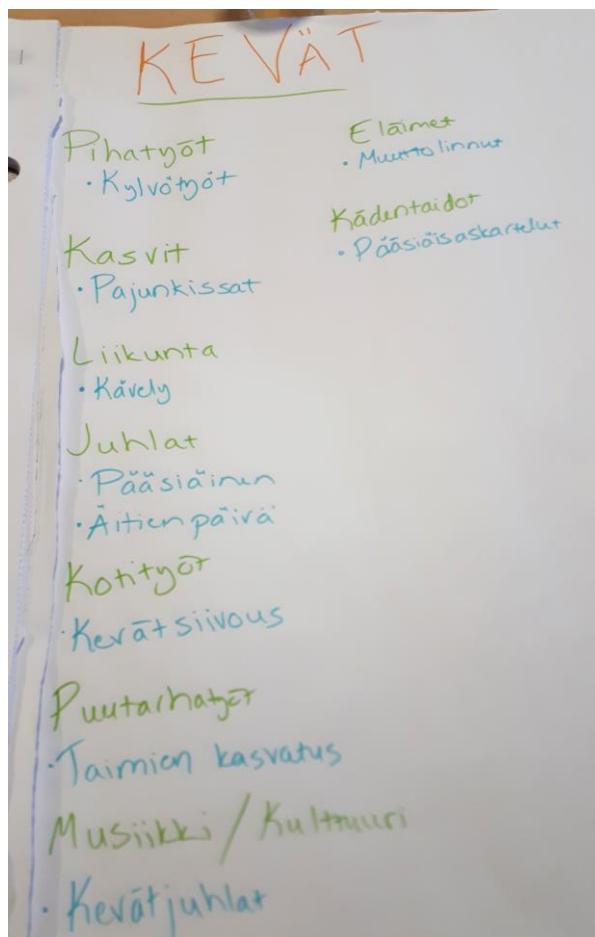 KEVÄT
Pihatyöt
· Kylvötyöt
Kasvit
· Pajunkissat
Liikunta
· Kävely
Juhlat
· Pääsiäinen
· Äitienpäivä
Kotityöt
· Kevätsiivous
Puutarhatyöt
· Taimien kasvatus
Musiikki / Kulttuuri
· Kevätjuhlat
Eläimet
· Muuttolinnut
Kädentaidot
· Pääsiäisaskartelut